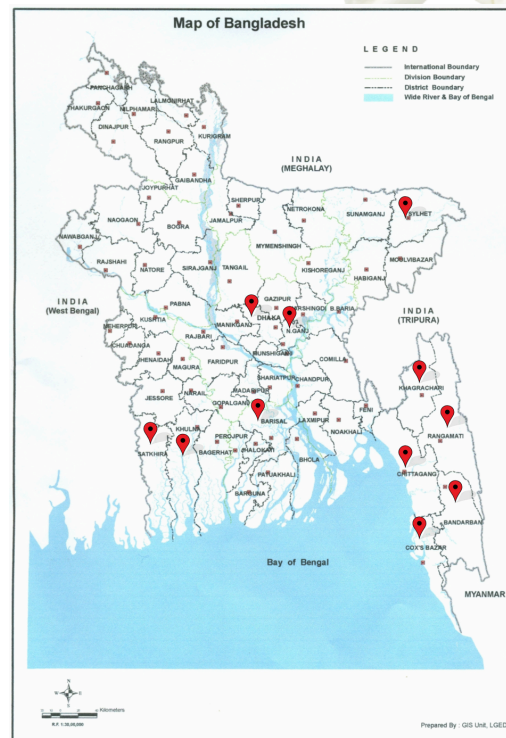 Map of Bangladesh
L E G E N D
International Boundary
Division Boundary
District Boundary
Wide River & Bay of Bengal
PANCHAGARH
THAKURGAON
NILPHAMARI
LALMONIRHAT
DINAJPUR
RANGPUR
KURIGRAM
INDIA
(MEGHALAY)
GAIBANDHA
JOYPURHAT
SHERPUR
NETROKONA
SUNAMGANJ
SYLHET
NAOGAON
BOGRA
JAMALPUR
MYMENSHINGH
NAWABGANJ
RAJSHAHI
NATORE
SIRAJGANJ
TANGAIL
KISHOREGANJ
HABIGANJ
MOULVIBAZAR
INDIA
(West Bengal)
PABNA
GAZIPUR
DHAKA
NARSHINGDI
B.BARIA
INDIA
(TRIPURA)
KUSHTIA
MANIKGANJ
N.GANJ
MEHERPUR
CHUADANGA
RAJBARI
MUNSHIGANJ
COMILLA
JHENAIDAH
MAGURA
FARIDPUR
SHARIATPUR
CHANDPUR
KHAGRACHARI
JESSORE
NARAIL
MADARIPUR
GOPALGANJ
FENI
LAXMIPUR
NOAKHALI
BARISAL
KHULNA
PEROJPUR
RANGAMATI
SATKHIRA
BAGERHAT
JHALOKATI
BHOLA
PATUAKHALI
CHITTAGANG
BARGUNA
BANDARBAN
COX'S BAZAR
Bay of Bengal
MYANMAR
Kilometers
Prepared By : GIS Unit, LGED